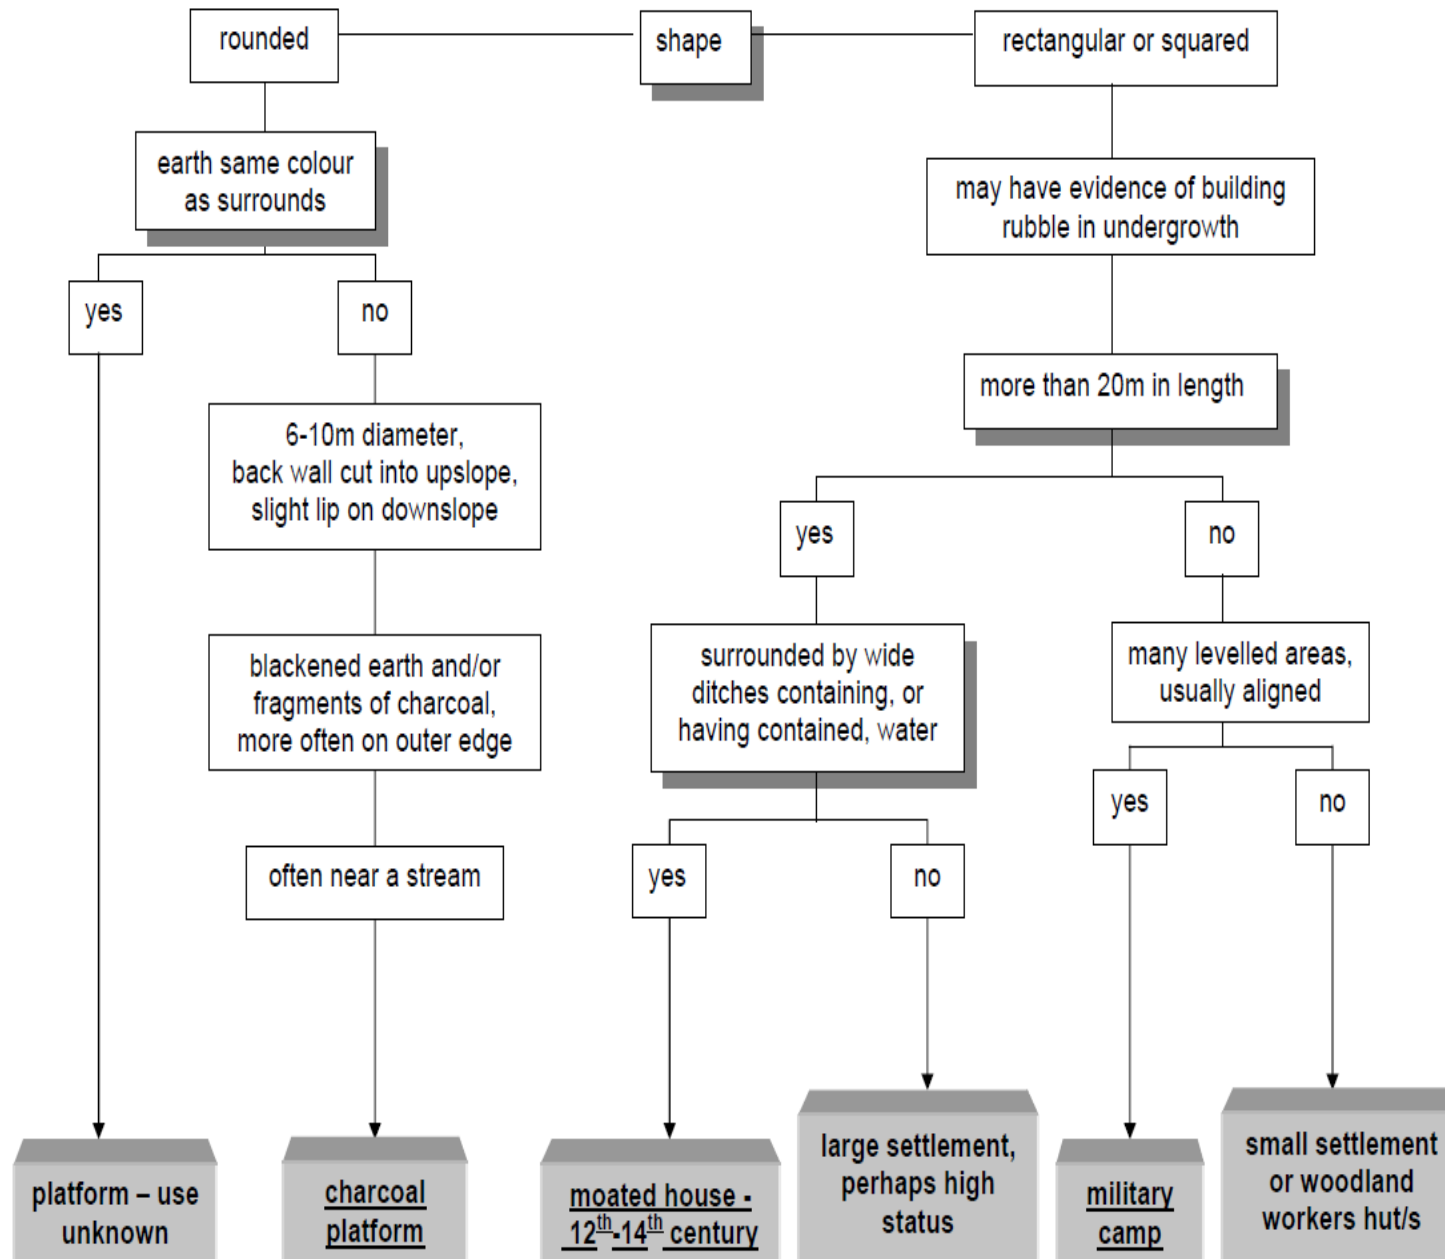 rounded
shape
rectangular or squared
earth same colour
as surrounds
may have evidence of building
rubble in undergrowth
yes
no
more than 20m in length
6-10m diameter,
back wall cut into upslope,
slight lip on downslope
yes
no
blackened earth and/or
fragments of charcoal,
more often on outer edge
surrounded by wide
ditches containing, or
having contained, water
many levelled areas,
usually aligned
often near a stream
yes
no
yes
no
platform – use
unknown
charcoal
platform
moated house -
12th-14th century
large settlement,
perhaps high
status
military
camp
small settlement
or woodland
workers hut/s